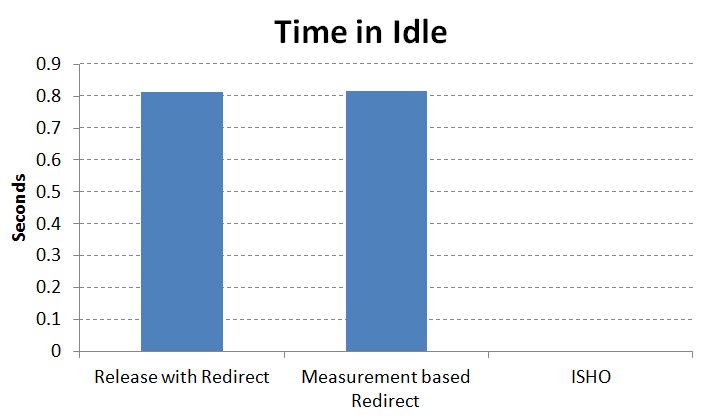 Time in Idle
0.9
0.8
0.7
0.6
0.5
0.4
0.3
0.2
0.1
0
Seconds
Release with Redirect
Measurement based
Redirect
ISHO